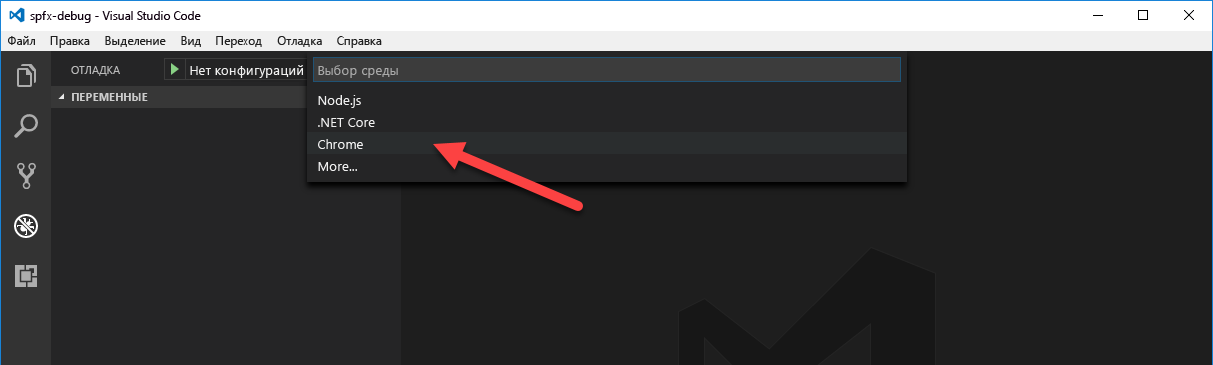 spfx-debug - Visual Studio Code
Файл Правка Выделение Вид Переход Отладка Справка
ОТЛАДКА Нет конфигураций Выбор среды
ПЕРЕМЕННЫЕ
Node.js
.NET Core
Chrome
More...